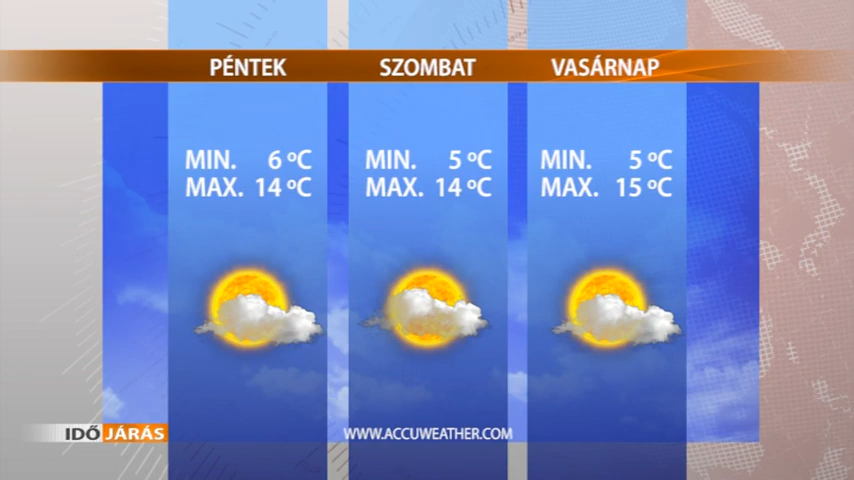 PÉNTEK SZOMBAT VASÁRNAP
MIN. 6 ºC MIN. 5 ºC MIN. 5 ºC
MAX. 14 ºC MAX. 14 ºC MAX. 15 ºC
IDŐJÁRÁS WWW.ACCUWEATHER.COM